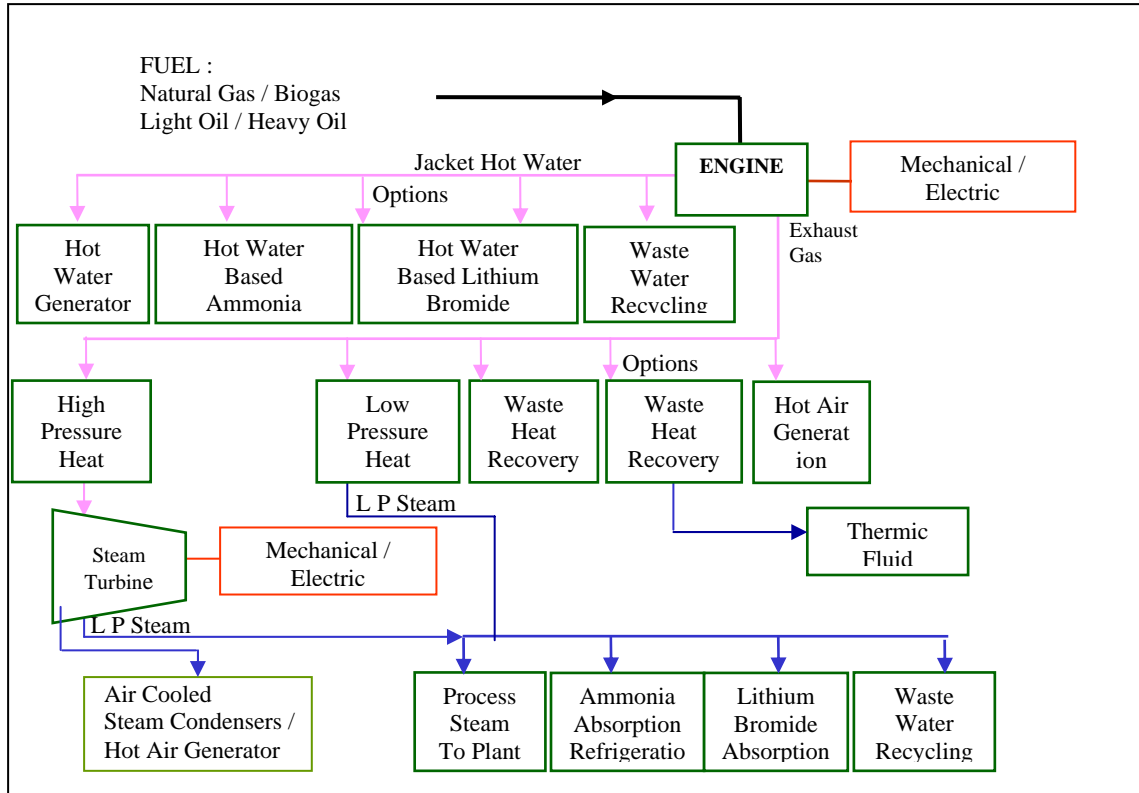 FUEL :
Natural Gas / Biogas
Light Oil / Heavy Oil
Jacket Hot Water
ENGINE
Mechanical /
Electric
Options
Exhaust
Gas
Hot
Water
Generator
Hot Water
Based
Ammonia
Hot Water
Based Lithium
Bromide
Waste
Water
Recycling
Options
High
Pressure
Heat
Low
Pressure
Heat
Waste
Heat
Recovery
Waste
Heat
Recovery
Hot Air
Generat
ion
L P Steam
Steam
Turbine
Mechanical /
Electric
Thermic
Fluid
L P Steam
Air Cooled
Steam Condensers /
Hot Air Generator
Process
Steam
To Plant
Ammonia
Absorption
Refrigeratio
Lithium
Bromide
Absorption
Waste
Water
Recycling